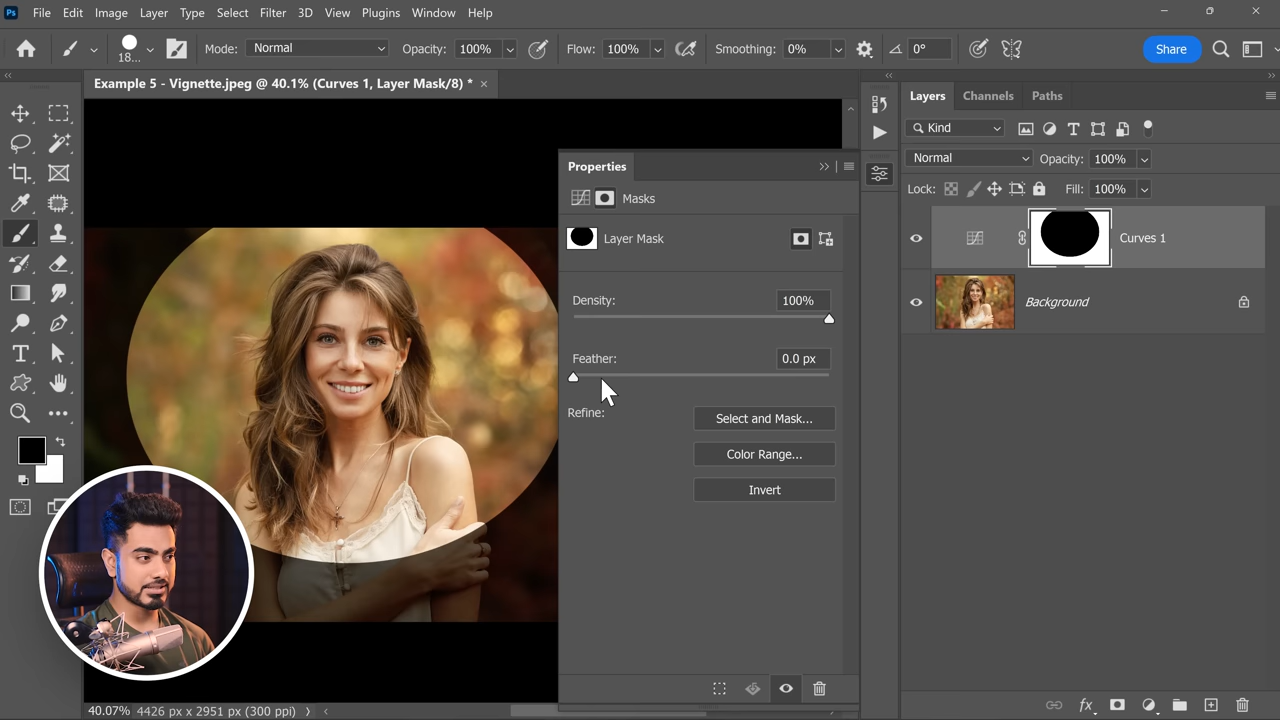 Ps File Edit Image Layer Type Select Filter 3D View Plugins Window Help
18... Mode: Normal Opacity: 100% Flow: 100% Smoothing: 0% 0° Share
Example 5 - Vignette.jpeg @ 40.1% (Curves 1, Layer Mask/8) *
Layers Channels Paths
Kind
Normal Opacity: 100%
Lock: Fill: 100%
Curves 1
Background
Properties
Masks
Layer Mask
Density: 100%
Feather: 0.0 px
Refine: Select and Mask...
Color Range...
Invert
40.07% 4426 px x 2951 px (300 ppi)
fx